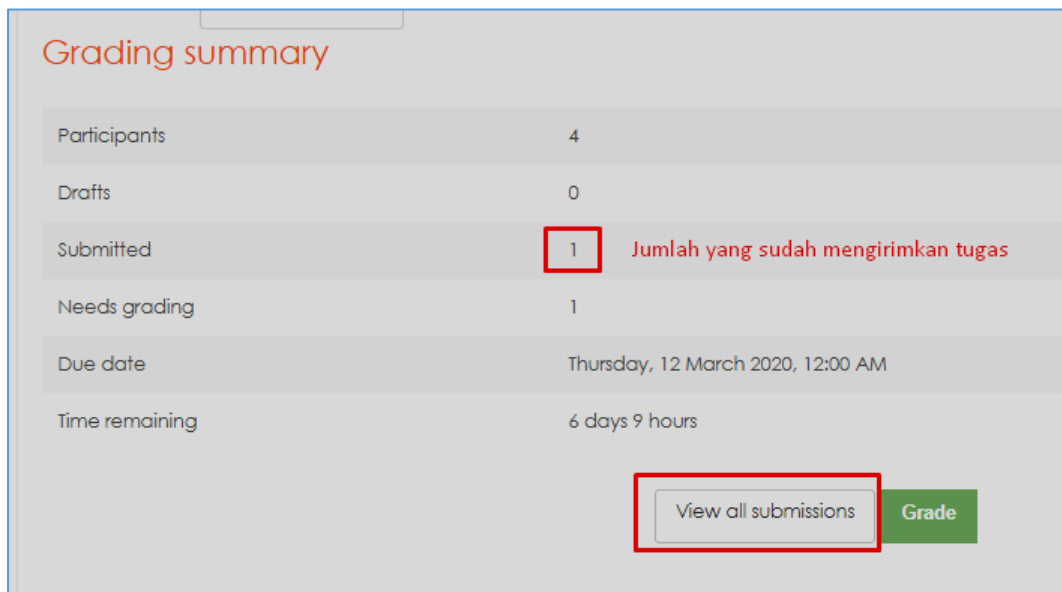 Grading summary
Participants 4
Drafts 0
Submitted 1 Jumlah yang sudah mengirimkan tugas
Needs grading 1
Due date Thursday, 12 March 2020, 12:00 AM
Time remaining 6 days 9 hours
View all submissions Grade